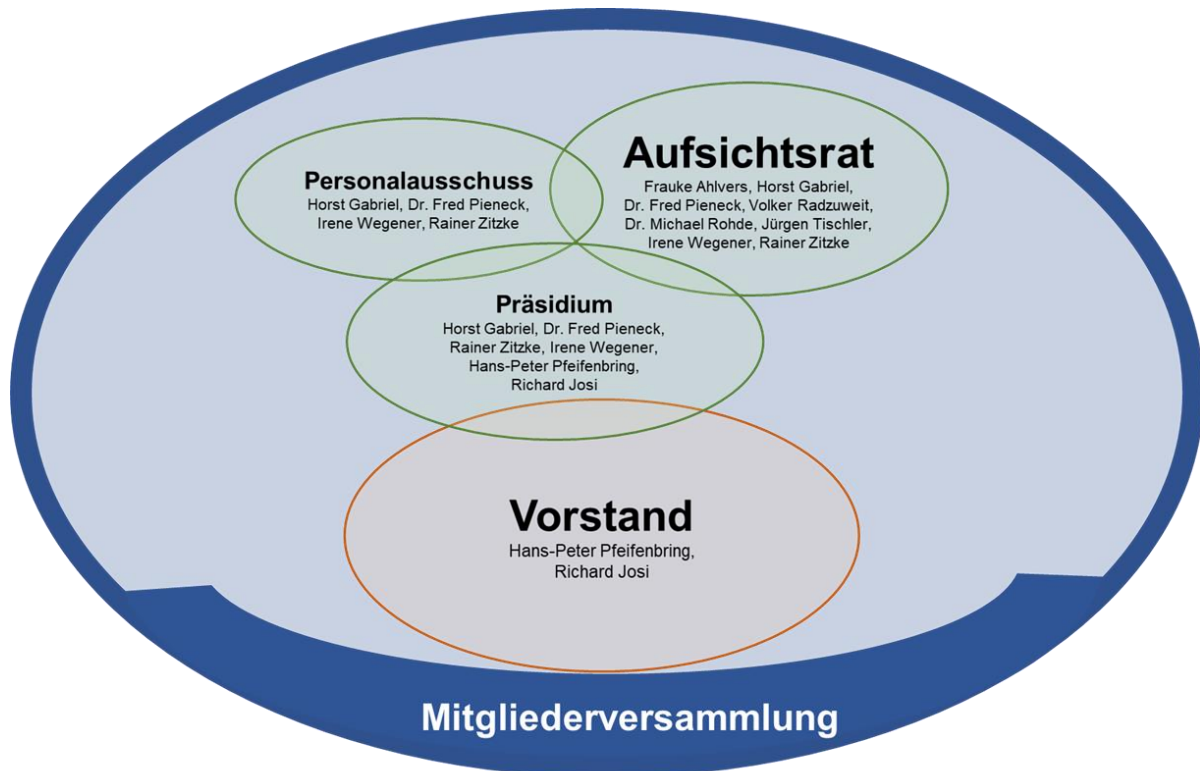 Personalausschuss
Horst Gabriel, Dr. Fred Pieneck,
Irene Wegener, Rainer Zitzke
Aufsichtsrat
Frauke Ahlvers, Horst Gabriel,
Dr. Fred Pieneck, Volker Radzuweit,
Dr. Michael Rohde, Jürgen Tischler,
Irene Wegener, Rainer Zitzke
Präsidium
Horst Gabriel, Dr. Fred Pieneck,
Rainer Zitzke, Irene Wegener,
Hans-Peter Pfeifenbring,
Richard Josi
Vorstand
Hans-Peter Pfeifenbring,
Richard Josi
Mitgliederversammlung